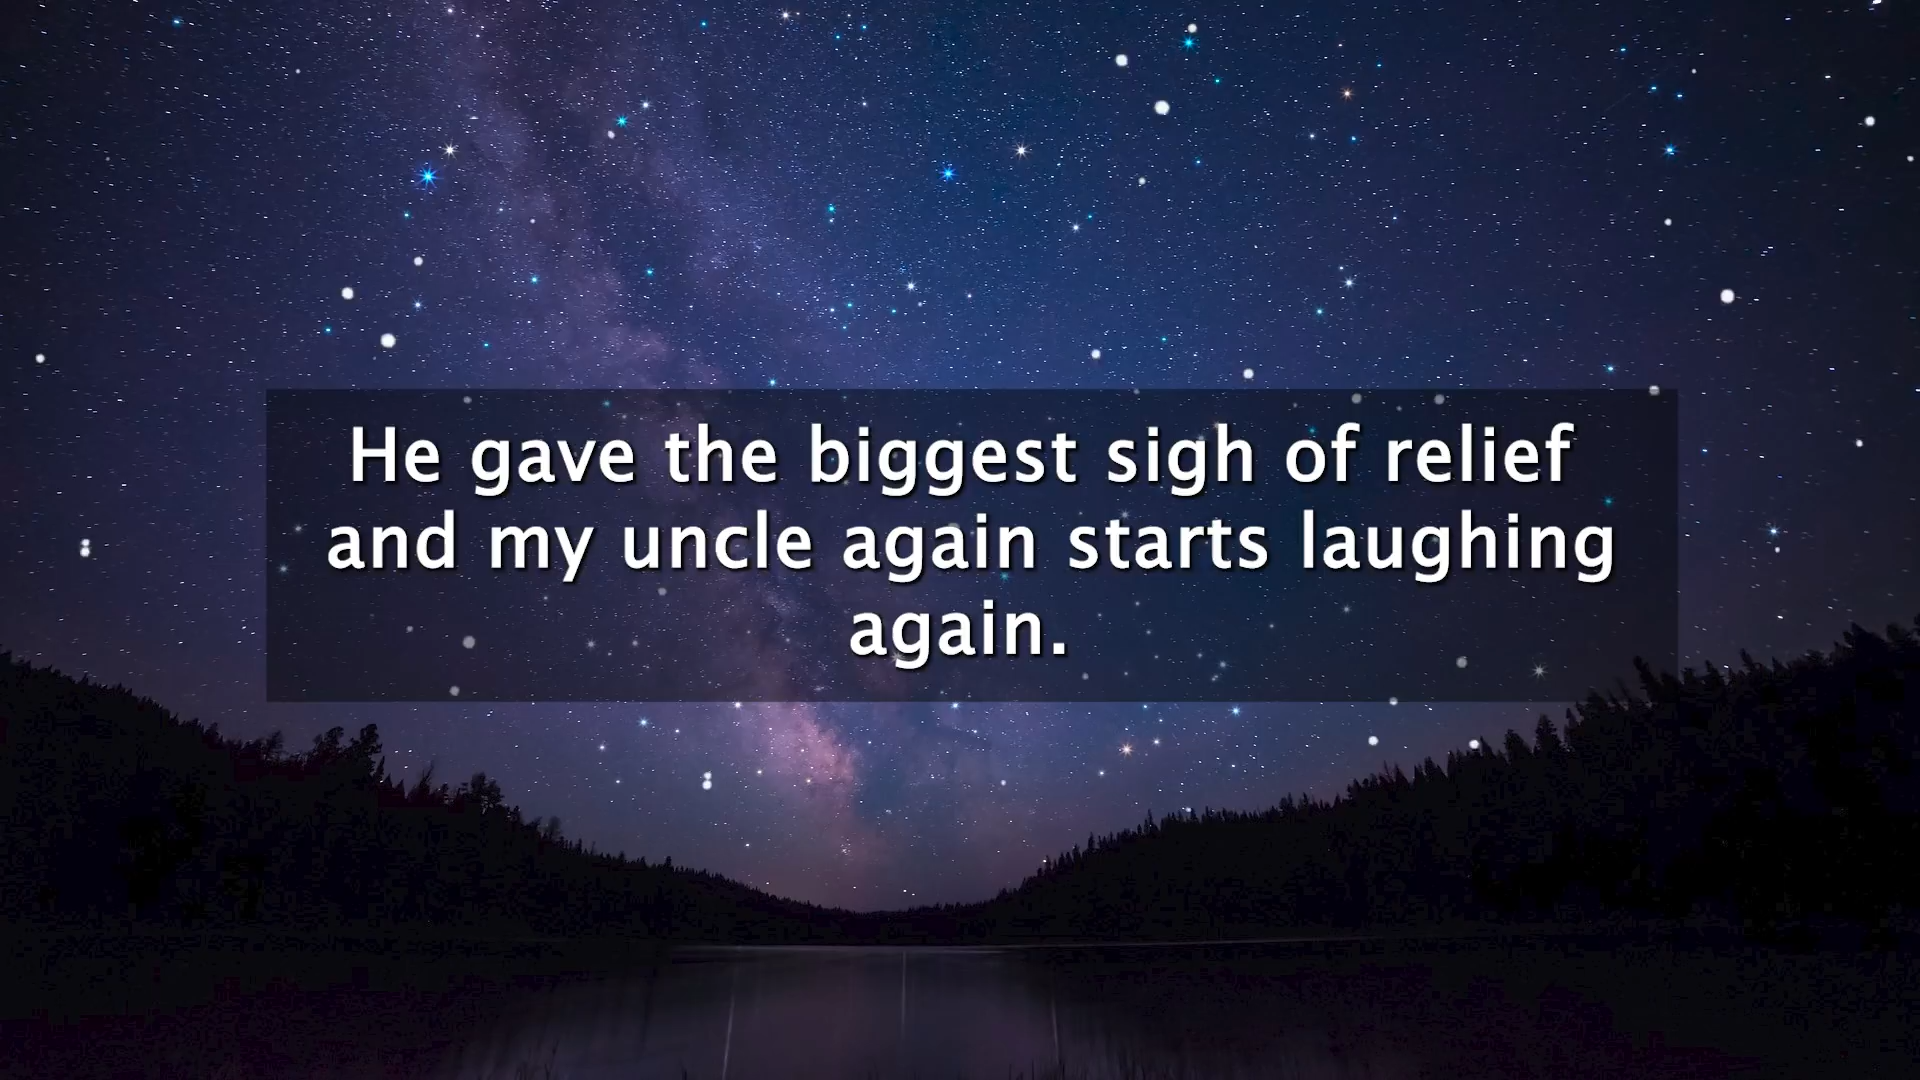 He gave the biggest sigh of relief
and my uncle again starts laughing
again.